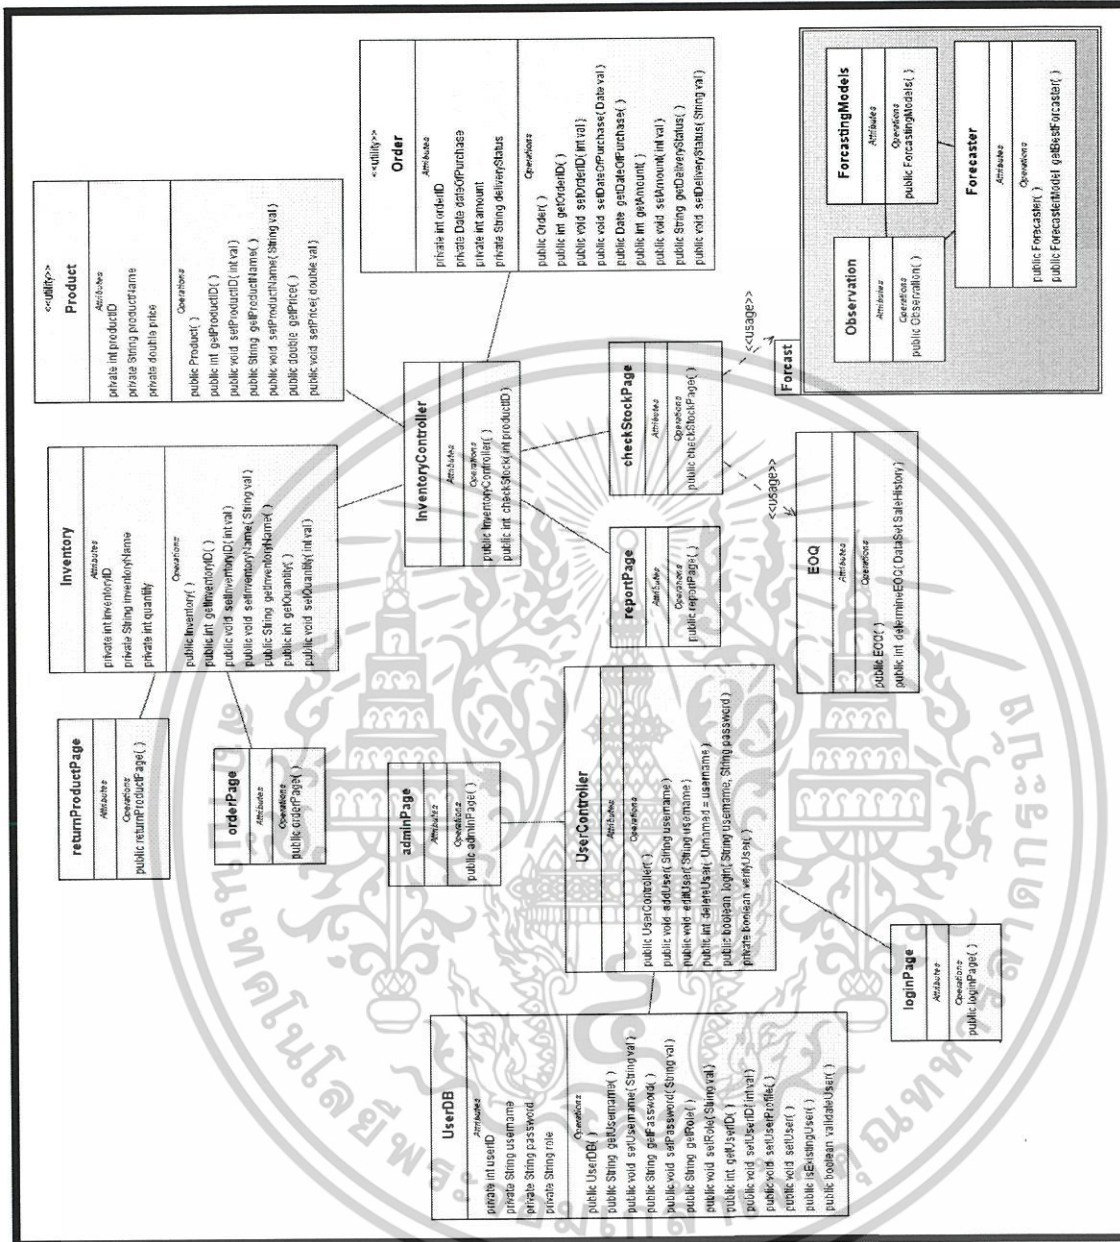 <<utility>>
Product
Attributes
private int productID
private String productName
private double price
Operations
public Product( )
public int getProductID( )
public void setProductID( int val )
public String getProductName( )
public void setProductName( String val )
public double getPrice( )
public void setPrice( double val )
<<utility>>
Order
Attributes
private int orderID
private Date dateOfPurchase
private int amount
private String deliveryStatus
Operations
public Order( )
public int getOrderID( )
public void setOrderID( int val )
public void setDateOfPurchase( Date val )
public Date getDateOfPurchase( )
public int getAmount( )
public void setAmount( int val )
public String getDeliveryStatus( )
public void setDeliveryStatus( String val )
Inventory
Attributes
private int inventoryID
private String inventoryName
private int quantity
Operations
public Inventory( )
public int getInventoryID( )
public void setInventoryID( int val )
public void setInventoryName( String val )
public String getInventoryName( )
public int getQuantity( )
public void setQuantity( int val )
InventoryController
Attributes
Operations
public InventoryController( )
public int checkStock( int productID )
returnProductPage
Attributes
Operations
public returnProductPage( )
orderPage
Attributes
Operations
public orderPage( )
adminPage
Attributes
Operations
public adminPage( )
reportPage
Attributes
Operations
public reportPage( )
checkStockPage
Attributes
Operations
public checkStockPage( )
<<usage>>
<<usage>>
Forcast
ForcastingModels
Attributes
Operations
public ForcastingModels( )
Observation
Attributes
Operations
public Observation( )
Forecaster
Attributes
Operations
public Forecaster( )
public ForecasterModel getBestForcaster( )
EOQ
Attributes
Operations
public EOQ( )
public int determineEOQ( DataSet SaleHistory )
UserController
Attributes
Operations
public UserController( )
public void addUser( String username )
public void editUser( String username )
public int deleteUser( Unnamed = username )
public boolean login( String username, String password )
private boolean verifyUser( )
UserDB
Attributes
private int userID
private String username
private String password
private String role
Operations
public UserDB( )
public String getUsername( )
public void setUsername( String val )
public String getPassword( )
public void setPassword( String val )
public String getRole( )
public void setRole( String val )
public int getUserID( )
public void setUserID( int val )
public void setUserProfile( )
public void setUser( )
public isExistingUser( )
public boolean validateUser( )
loginPage
Attributes
Operations
public loginPage( )